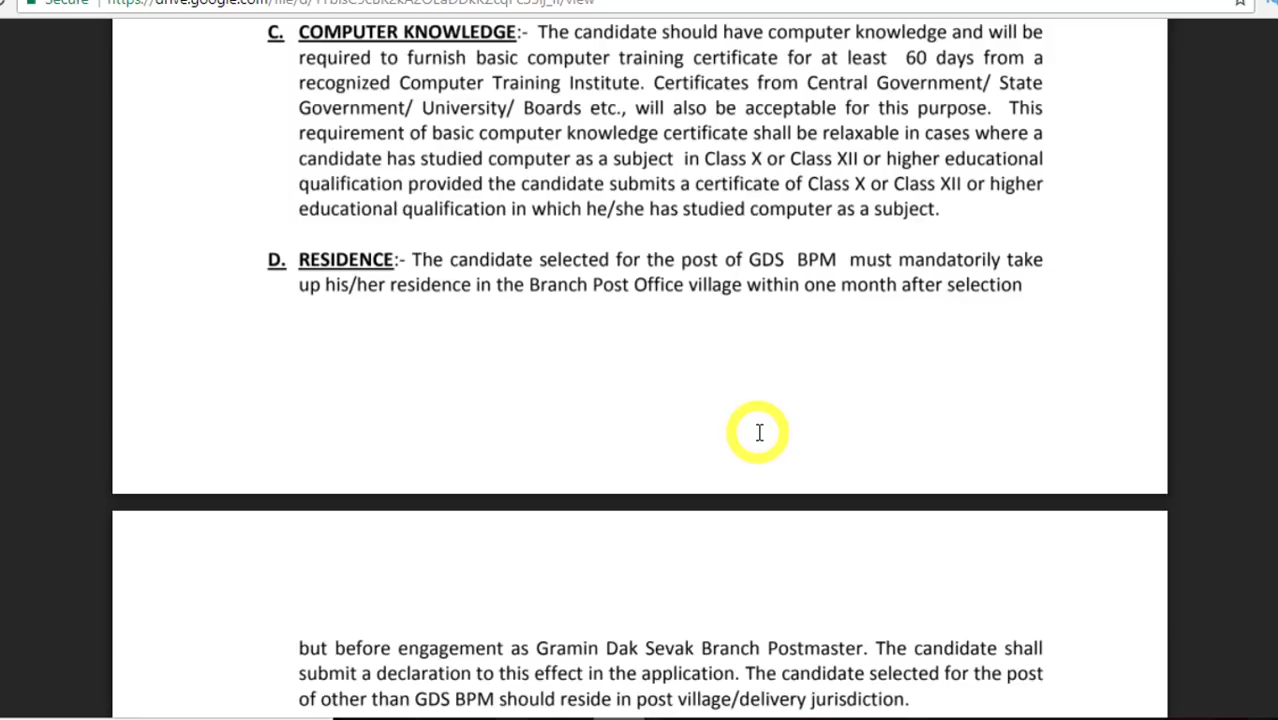 Secure
C. COMPUTER KNOWLEDGE:- The candidate should have computer knowledge and will be
required to furnish basic computer training certificate for at least 60 days from a
recognized Computer Training Institute. Certificates from Central Government/ State
Government/ University/ Boards etc., will also be acceptable for this purpose. This
requirement of basic computer knowledge certificate shall be relaxable in cases where a
candidate has studied computer as a subject in Class X or Class XII or higher educational
qualification provided the candidate submits a certificate of Class X or Class XII or higher
educational qualification in which he/she has studied computer as a subject.
D. RESIDENCE:- The candidate selected for the post of GDS BPM must mandatorily take
up his/her residence in the Branch Post Office village within one month after selection
but before engagement as Gramin Dak Sevak Branch Postmaster. The candidate shall
submit a declaration to this effect in the application. The candidate selected for the post
of other than GDS BPM should reside in post village/delivery jurisdiction.